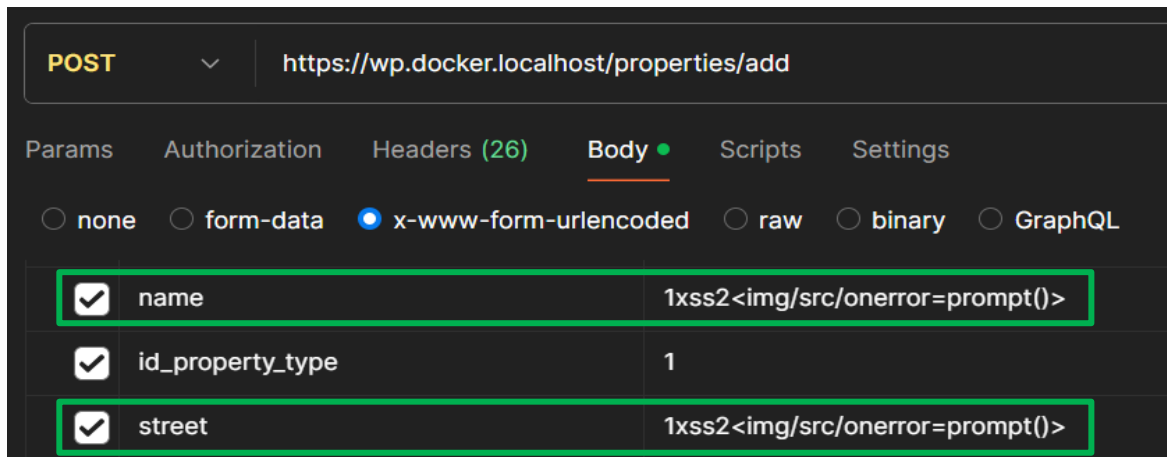 POST https://wp.docker.localhost/properties/add
Params Authorization Headers (26) Body Scripts Settings
none form-data x-www-form-urlencoded raw binary GraphQL
name 1xss2<img/src/onerror=prompt()>
id_property_type 1
street 1xss2<img/src/onerror=prompt()>